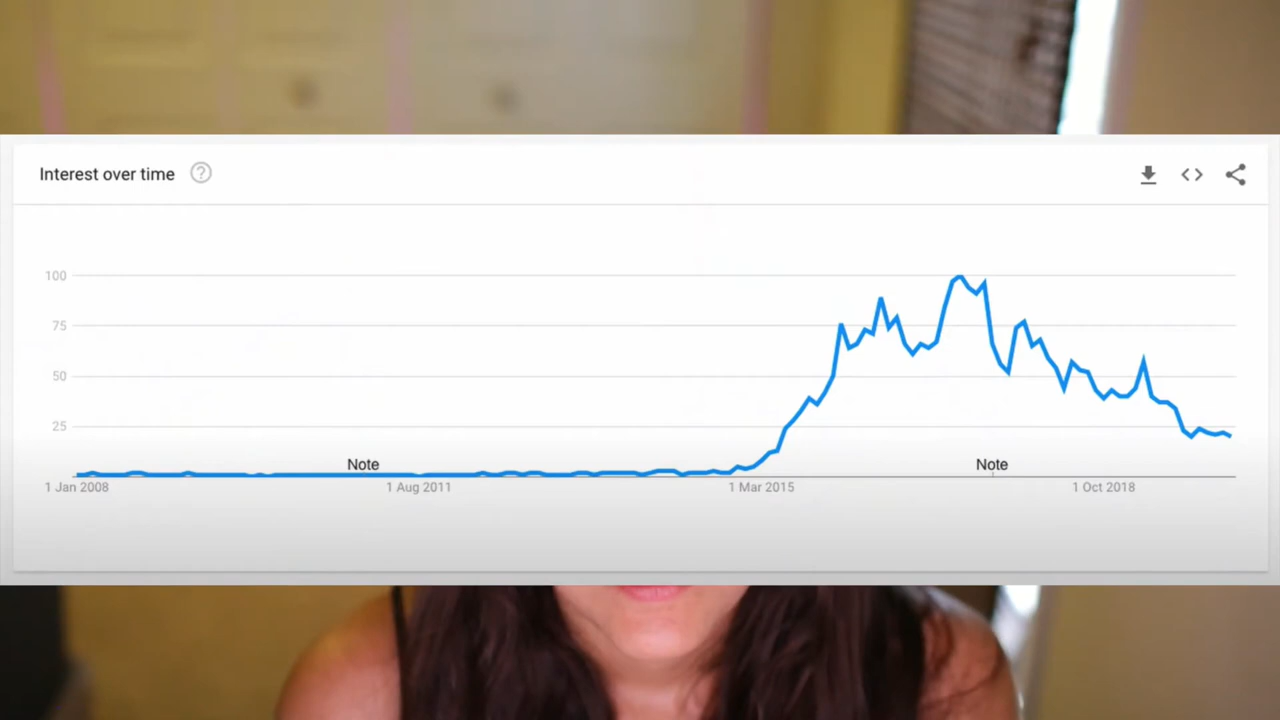 Interest over time ?
100
75
50
25
Note Note
1 Jan 2008 1 Aug 2011 1 Mar 2015 1 Oct 2018